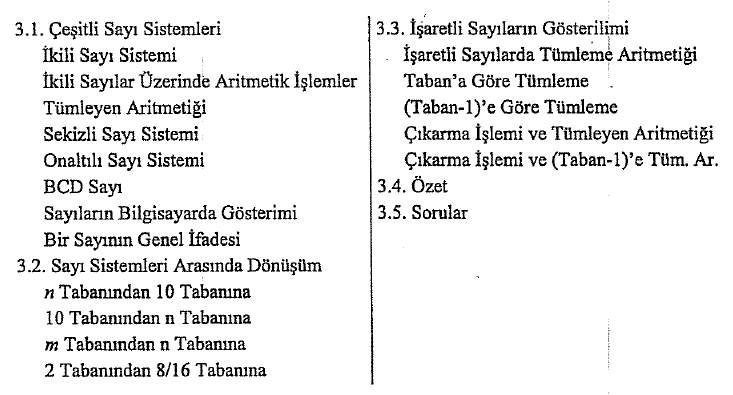 3.1. Çeşitli Sayı Sistemleri
İkili Sayı Sistemi
İkili Sayılar Üzerinde Aritmetik İşlemler
Tümleyen Aritmetiği
Sekizli Sayı Sistemi
Onaltılı Sayı Sistemi
BCD Sayı
Sayıların Bilgisayarda Gösterimi
Bir Sayının Genel İfadesi
3.2. Sayı Sistemleri Arasında Dönüşüm
n Tabanından 10 Tabanına
10 Tabanından n Tabanına
m Tabanından n Tabanına
2 Tabanından 8/16 Tabanına
3.3. İşaretli Sayıların Gösterilimi
İşaretli Sayılarda Tümleme Aritmetiği
Taban'a Göre Tümleme
(Taban-1)'e Göre Tümleme
Çıkarma İşlemi ve Tümleyen Aritmetiği
Çıkarma İşlemi ve (Taban-1)'e Tüm. Ar.
3.4. Özet
3.5. Sorular